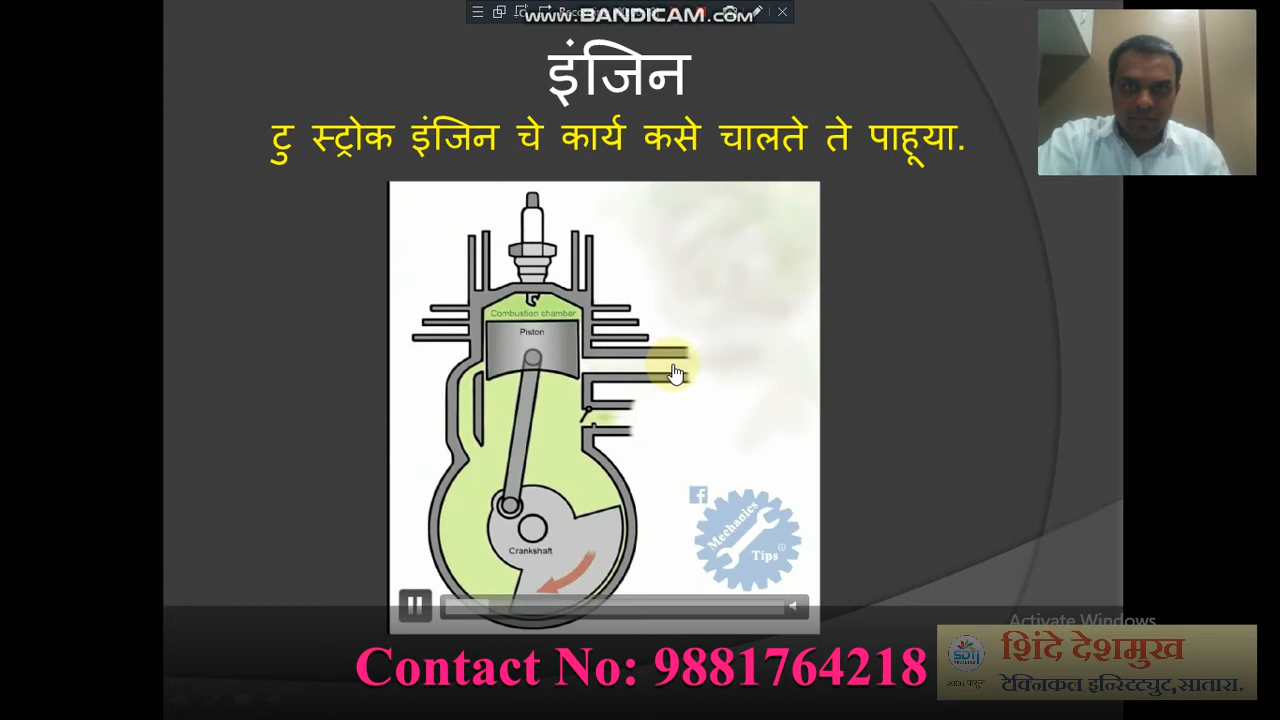 www.BANDICAM.com
इंजिन
टु स्ट्रोक इंजिन चे कार्य कसे चालते ते पाहूया.
Combustion chamber
Piston
Crankshaft
Mechanics
Tips
Activate Windows
Contact No: 9881764218
SDTI
शिंदे देशमुख
टेक्निकल इन्स्टिट्युट,सातारा.